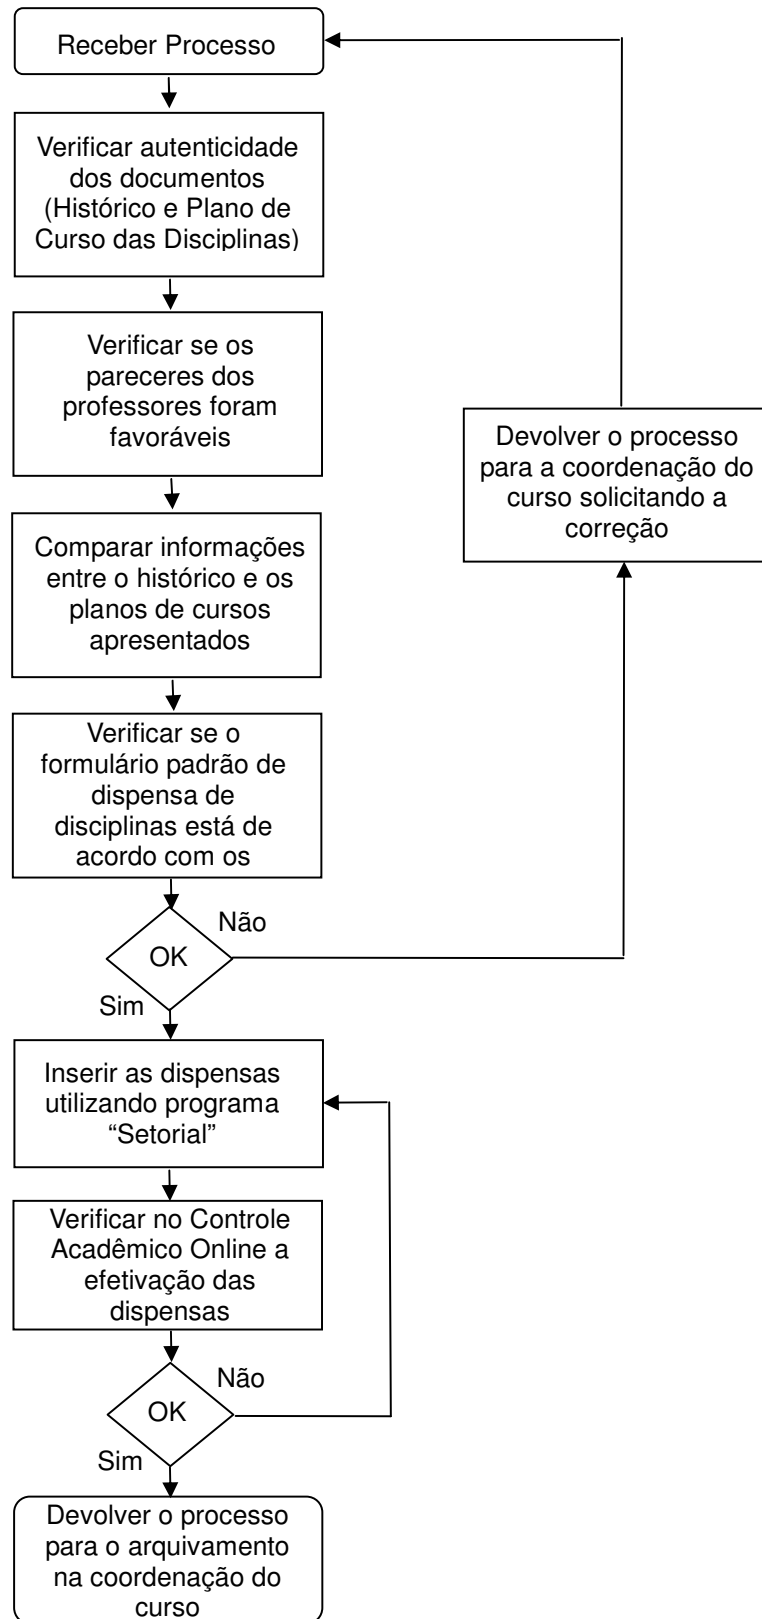 Receber Processo
Verificar autenticidade
dos documentos
(Histórico e Plano de
Curso das Disciplinas)
Verificar se os
pareceres dos
professores foram
favoráveis
Devolver o processo
para a coordenação do
curso solicitando a
correção
Comparar informações
entre o histórico e os
planos de cursos
apresentados
Verificar se o
formulário padrão de
dispensa de
disciplinas está de
acordo com os
Não
OK
Sim
Inserir as dispensas
utilizando programa
“Setorial”
Verificar no Controle
Acadêmico Online a
efetivação das
dispensas
Não
OK
Sim
Devolver o processo
para o arquivamento
na coordenação do
curso